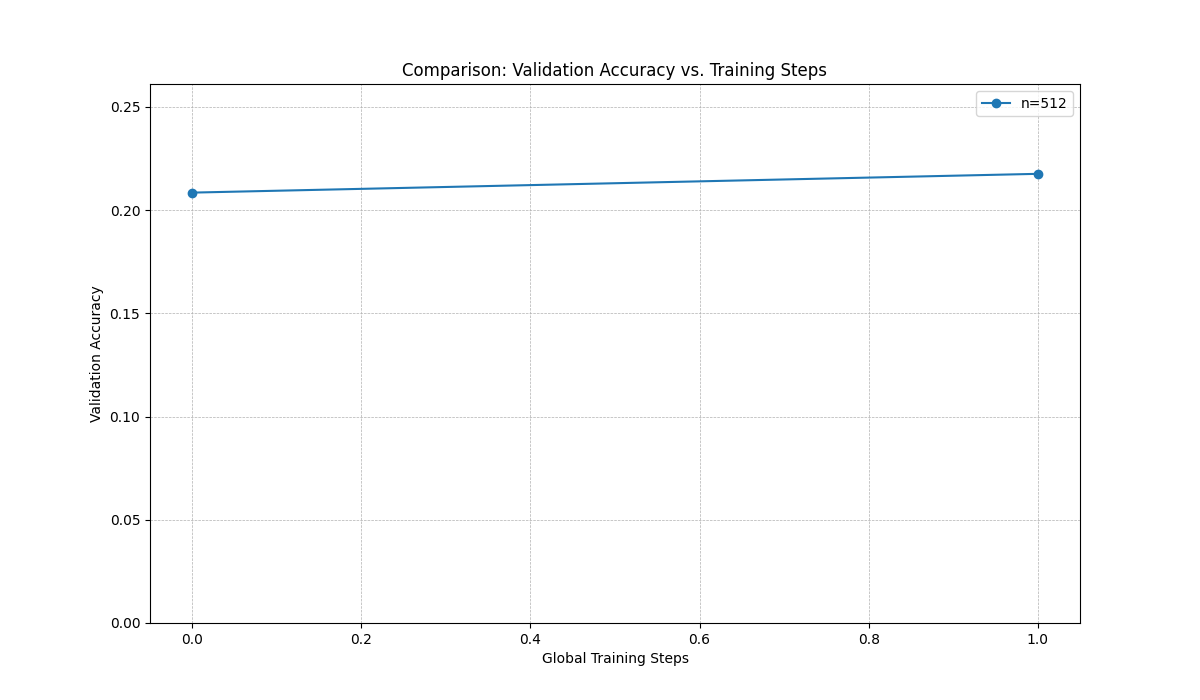 Comparison: Validation Accuracy vs. Training Steps
n=512
0.25
0.20
0.15
0.10
0.05
0.00
Validation Accuracy
0.0 0.2 0.4 0.6 0.8 1.0
Global Training Steps